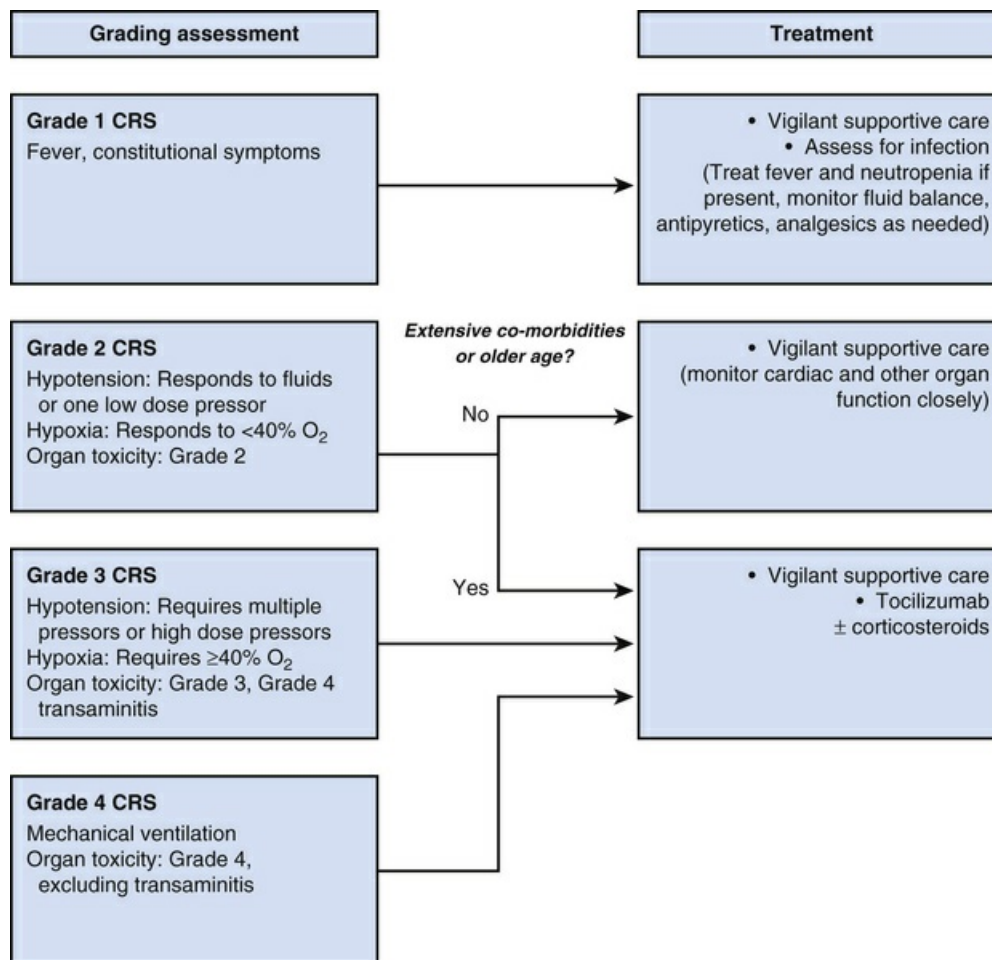 Grading assessment
Treatment
Grade 1 CRS
Fever, constitutional symptoms
• Vigilant supportive care
• Assess for infection
(Treat fever and neutropenia if
present, monitor fluid balance,
antipyretics, analgesics as needed)
Grade 2 CRS
Hypotension: Responds to fluids
or one low dose pressor
Hypoxia: Responds to <40% O₂
Organ toxicity: Grade 2
Extensive co-morbidities
or older age?
No
Yes
• Vigilant supportive care
(monitor cardiac and other organ
function closely)
Grade 3 CRS
Hypotension: Requires multiple
pressors or high dose pressors
Hypoxia: Requires ≥40% O₂
Organ toxicity: Grade 3, Grade 4
transaminitis
• Vigilant supportive care
• Tocilizumab
± corticosteroids
Grade 4 CRS
Mechanical ventilation
Organ toxicity: Grade 4,
excluding transaminitis